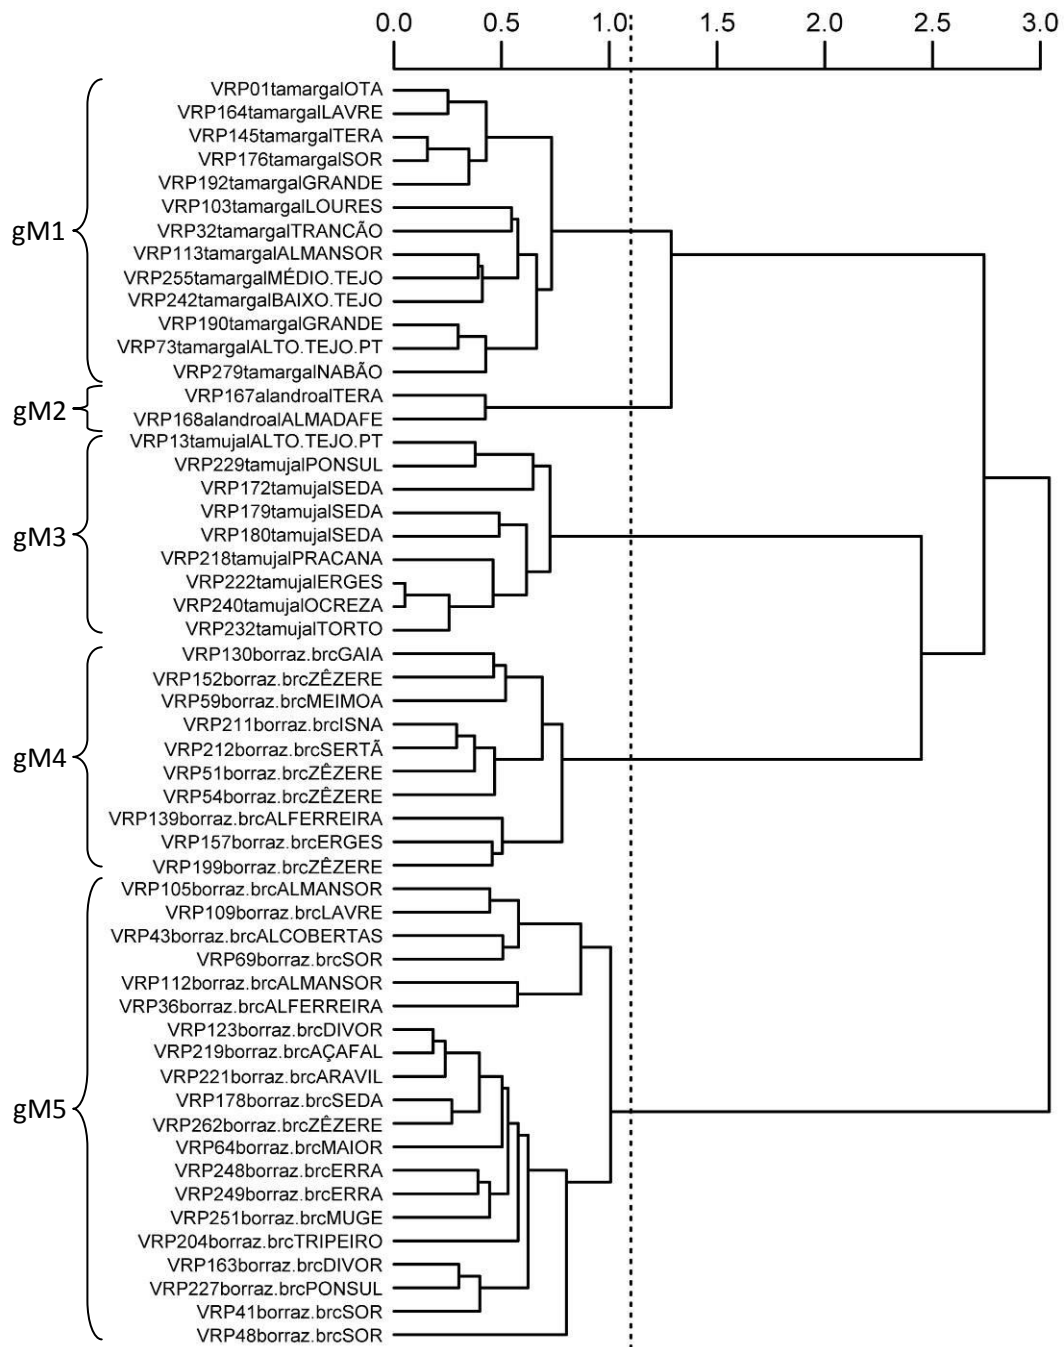 0.0 0.5 1.0 1.5 2.0 2.5 3.0
VRP01tamargalOTA
VRP164tamargalLAVRE
VRP145tamargalTERA
VRP176tamargalSOR
VRP192tamargalGRANDE
VRP103tamargalLOURES
gM1
VRP32tamargalTRANCÃO
VRP113tamargalALMANSOR
VRP255tamargalMÉDIO.TEJO
VRP242tamargalBAIXO.TEJO
VRP190tamargalGRANDE
VRP73tamargalALTO.TEJO.PT
VRP279tamargalNABÃO
VRP167alandroalTERA
gM2
VRP168alandroalALMADAFE
VRP13tamujalALTO.TEJO.PT
VRP229tamujalPONSUL
VRP172tamujalSEDA
VRP179tamujalSEDA
gM3
VRP180tamujalSEDA
VRP218tamujalPRACANA
VRP222tamujalERGES
VRP240tamujalOCREZA
VRP232tamujalTORTO
VRP130borraz.brcGAIA
VRP152borraz.brcZÊZERE
VRP59borraz.brcMEIMOA
VRP211borraz.brcISNA
VRP212borraz.brcSERTÃ
gM4
VRP51borraz.brcZÊZERE
VRP54borraz.brcZÊZERE
VRP139borraz.brcALFERREIRA
VRP157borraz.brcERGES
VRP199borraz.brcZÊZERE
VRP105borraz.brcALMANSOR
VRP109borraz.brcLAVRE
VRP43borraz.brcALCOBERTAS
VRP69borraz.brcSOR
VRP112borraz.brcALMANSOR
VRP36borraz.brcALFERREIRA
VRP123borraz.brcDIVOR
VRP219borraz.brcAÇAFAL
VRP221borraz.brcARAVIL
VRP178borraz.brcSEDA
gM5
VRP262borraz.brcZÊZERE
VRP64borraz.brcMAIOR
VRP248borraz.brcERRA
VRP249borraz.brcERRA
VRP251borraz.brcMUGE
VRP204borraz.brcTRIPEIRO
VRP163borraz.brcDIVOR
VRP227borraz.brcPONSUL
VRP41borraz.brcSOR
VRP48borraz.brcSOR